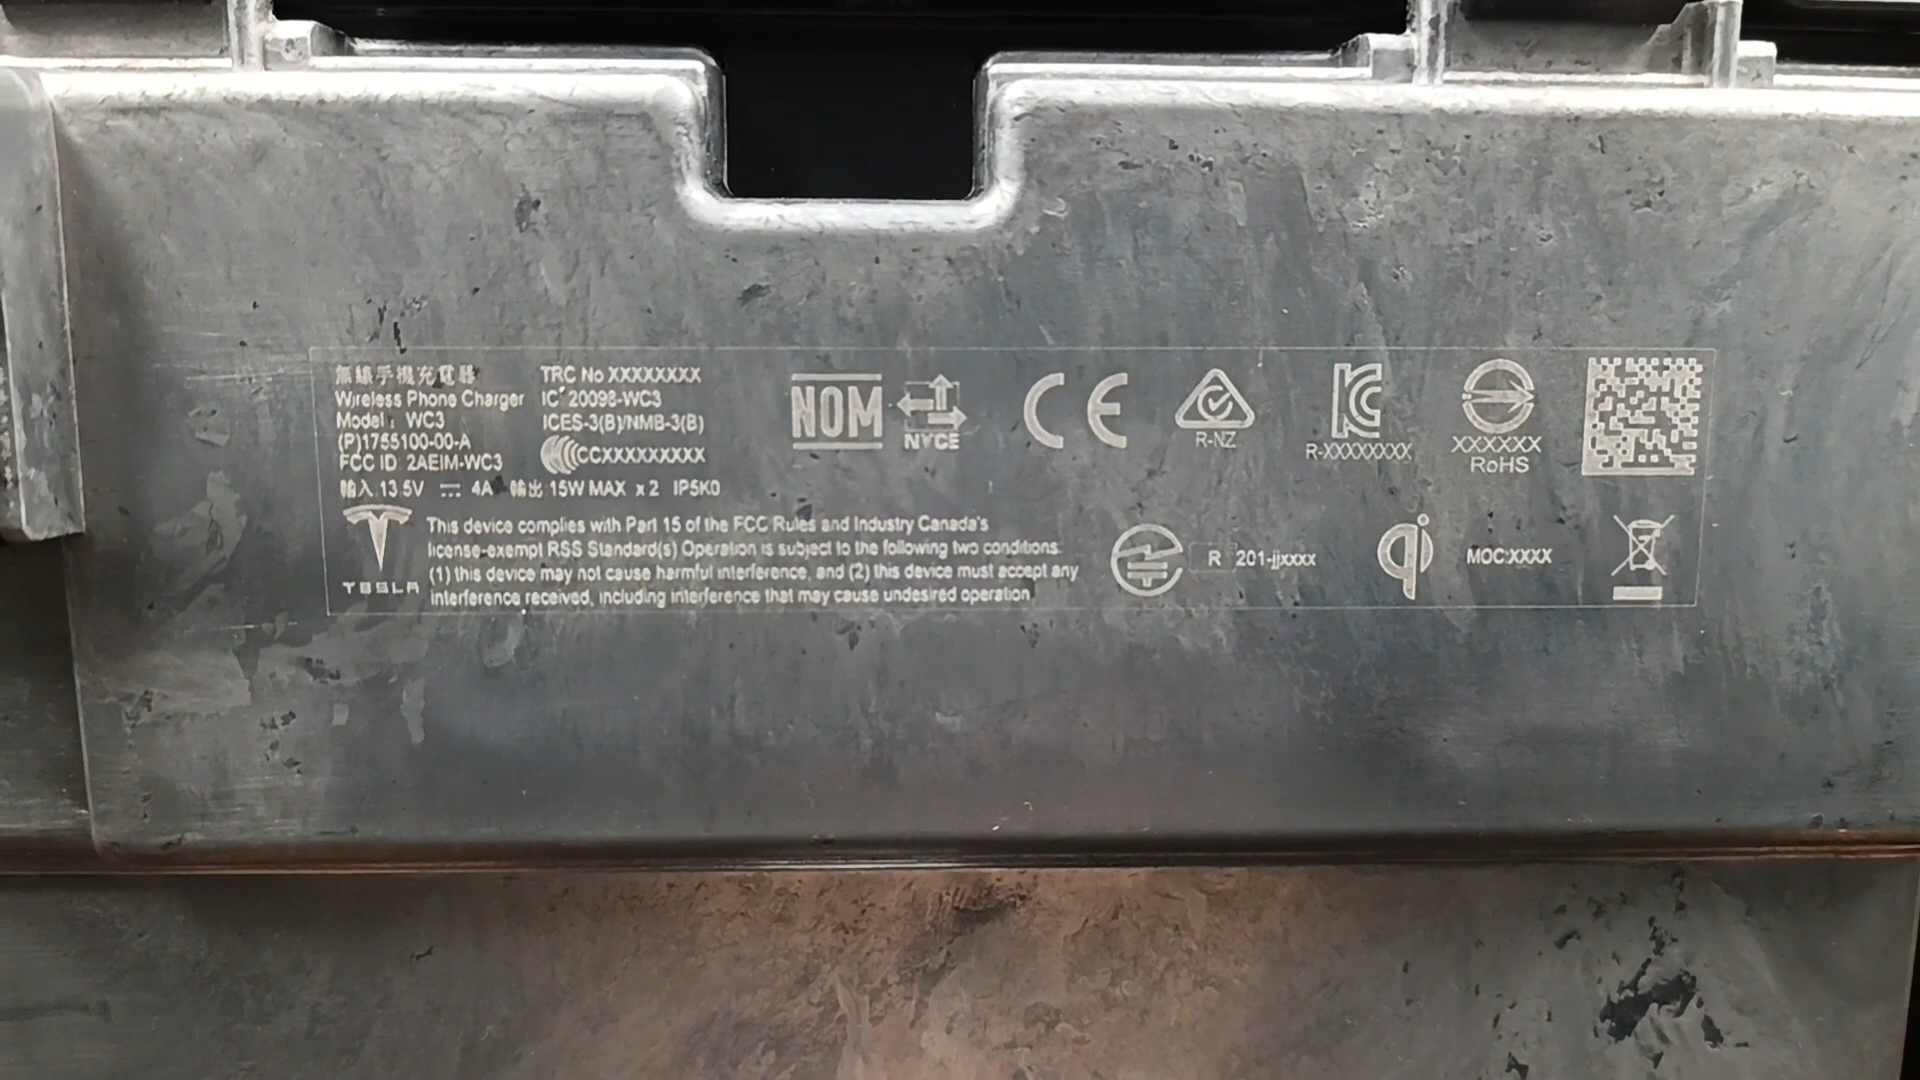 無線手機充電器
Wireless Phone Charger
Model: WC3
(P)1755100-00-A
FCC ID: 2AEIM-WC3
TRC No XXXXXXXX
IC: 20098-WC3
ICES-3(B)/NMB-3(B)
CCXXXXXXXXX
輸入 13.5V ⎓ 4A 輸出 15W MAX x 2 IP5K0
TESLA
This device complies with Part 15 of the FCC Rules and Industry Canada's
license-exempt RSS Standard(s) Operation is subject to the following two conditions:
(1) this device may not cause harmful interference, and (2) this device must accept any
interference received, including interference that may cause undesired operation
NOM
NYCE
CE
R-NZ
KC
R-XXXXXXXX
XXXXXX
RoHS
R 201-jjxxxx
qi
MOC:XXXX